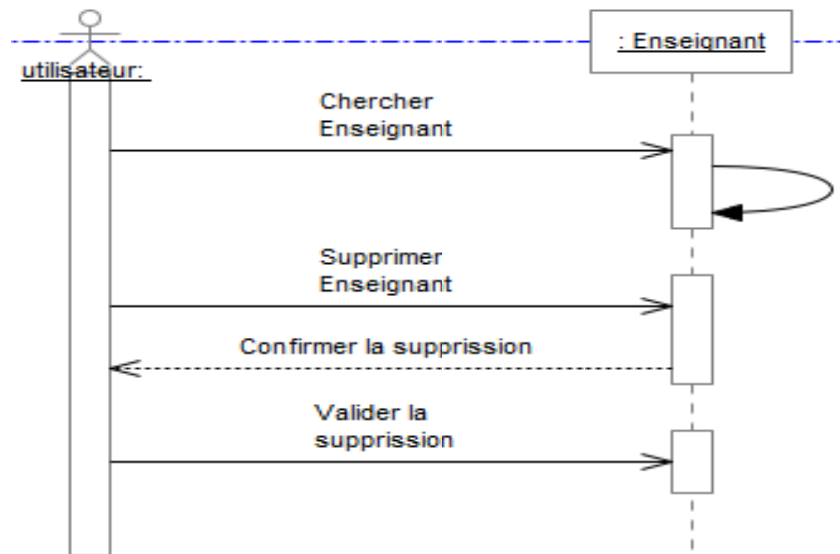 : Enseignant
utilisateur:
Chercher
Enseignant
Supprimer
Enseignant
Confirmer la supprission
Valider la
supprission